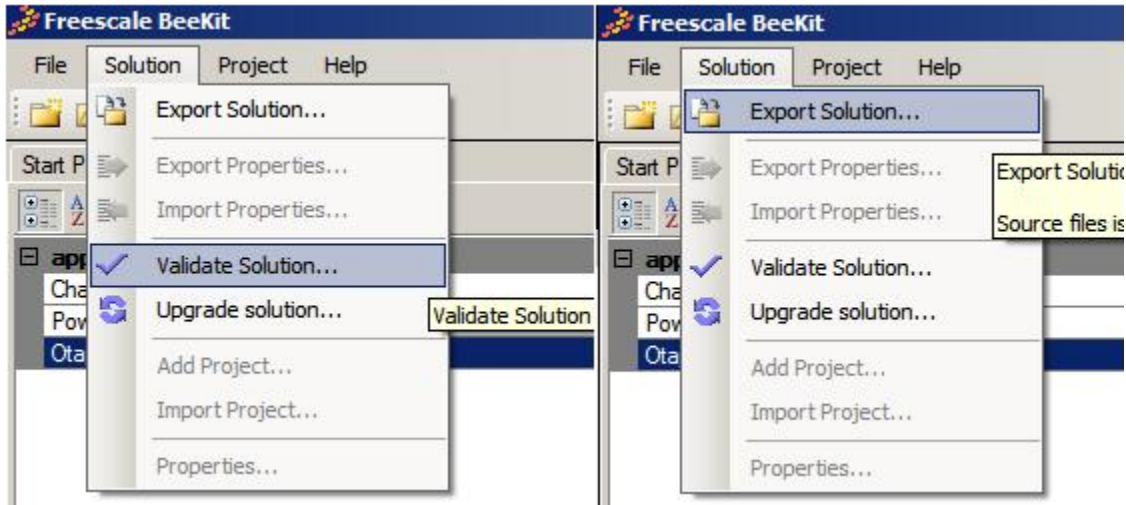 Freescale BeeKit
File Solution Project Help
Export Solution...
Start P
Export Properties...
Import Properties...
app
Validate Solution...
Cha
Upgrade solution...
Validate Solution
Pow
Ota
Add Project...
Import Project...
Properties...
Freescale BeeKit
File Solution Project Help
Export Solution...
Start P
Export Properties...
Export Solutio
Import Properties...
Source files is
app
Validate Solution...
Cha
Upgrade solution...
Pow
Ota
Add Project...
Import Project...
Properties...